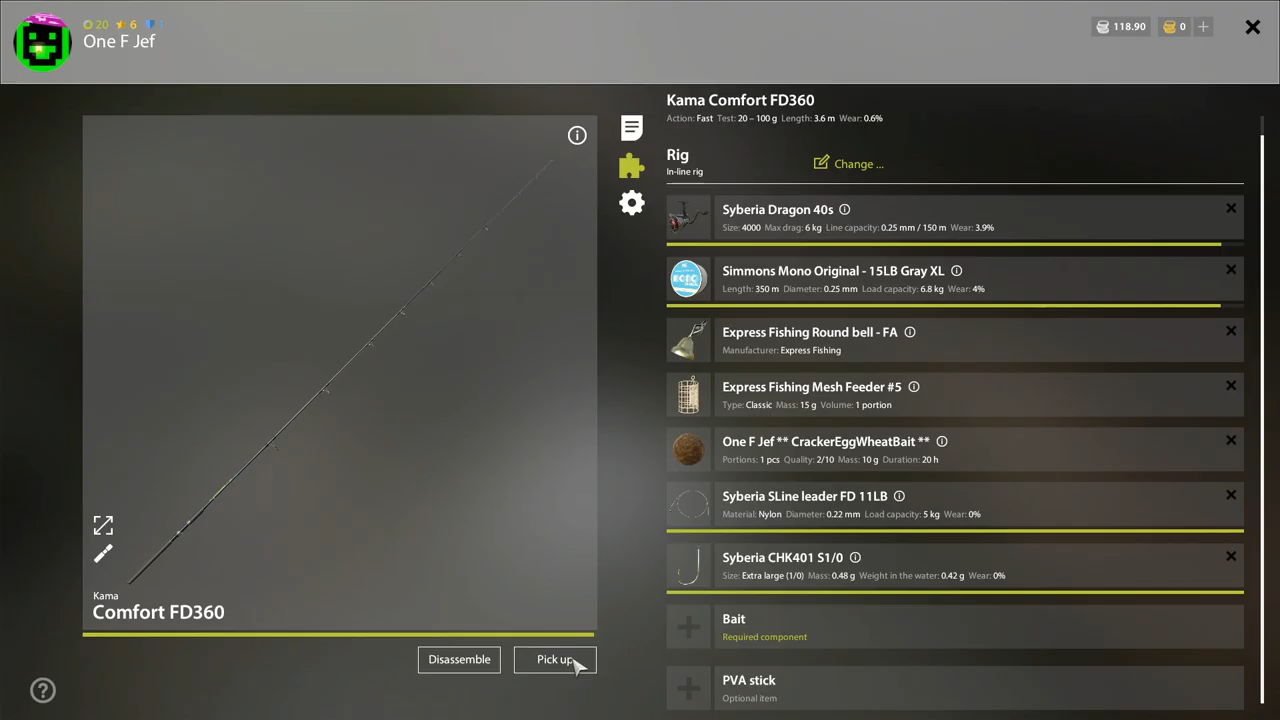 20 6 1
One F Jef
118.90 0
Kama Comfort FD360
Action: Fast Test: 20 – 100 g Length: 3.6 m Wear: 0.6%
Rig
In-line rig
Change ...
Syberia Dragon 40s
Size: 4000 Max drag: 6 kg Line capacity: 0.25 mm / 150 m Wear: 3.9%
Simmons Mono Original - 15LB Gray XL
Length: 350 m Diameter: 0.25 mm Load capacity: 6.8 kg Wear: 4%
Express Fishing Round bell - FA
Manufacturer: Express Fishing
Express Fishing Mesh Feeder #5
Type: Classic Mass: 15 g Volume: 1 portion
One F Jef ** CrackerEggWheatBait **
Portions: 1 pcs Quality: 2/10 Mass: 10 g Duration: 20 h
Syberia SLine leader FD 11LB
Material: Nylon Diameter: 0.22 mm Load capacity: 5 kg Wear: 0%
Syberia CHK401 S1/0
Size: Extra large (1/0) Mass: 0.48 g Weight in the water: 0.42 g Wear: 0%
Bait
Required component
PVA stick
Optional item
Kama
Comfort FD360
Disassemble
Pick up